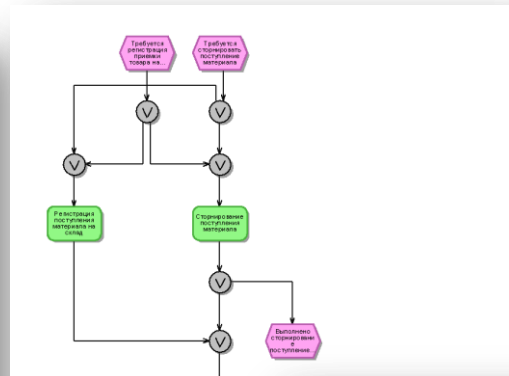 Требуется
регистрация
приемки
товара на...
Требуется
сторнировать
поступление
материала
V
V
V
V
Регистрация
поступления
материала на
склад
Сторнирование
поступления
материала
V
Выполнено
сторнировани
е
поступление...
V